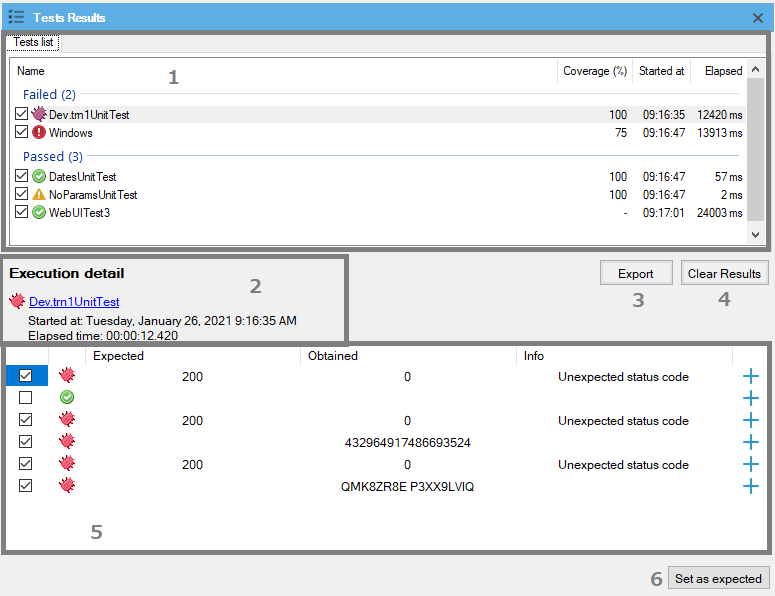 Tests Results
Tests list
Name Coverage (%) Started at Elapsed
1
Failed (2)
Dev.trn1UnitTest 100 09:16:35 12420 ms
Windows 75 09:16:47 13913 ms
Passed (3)
DatesUnitTest 100 09:16:47 57 ms
NoParamsUnitTest 100 09:16:47 2 ms
WebUITest3 - 09:17:01 24003 ms
Execution detail
2
Dev.trn1UnitTest
Started at: Tuesday, January 26, 2021 9:16:35 AM
Elapsed time: 00:00:12.420
Export Clear Results
3 4
Expected Obtained Info
200 0 Unexpected status code
200 0 Unexpected status code
432964917486693524
200 0 Unexpected status code
QMK8ZR8E P3XX9LVIQ
5
6 Set as expected